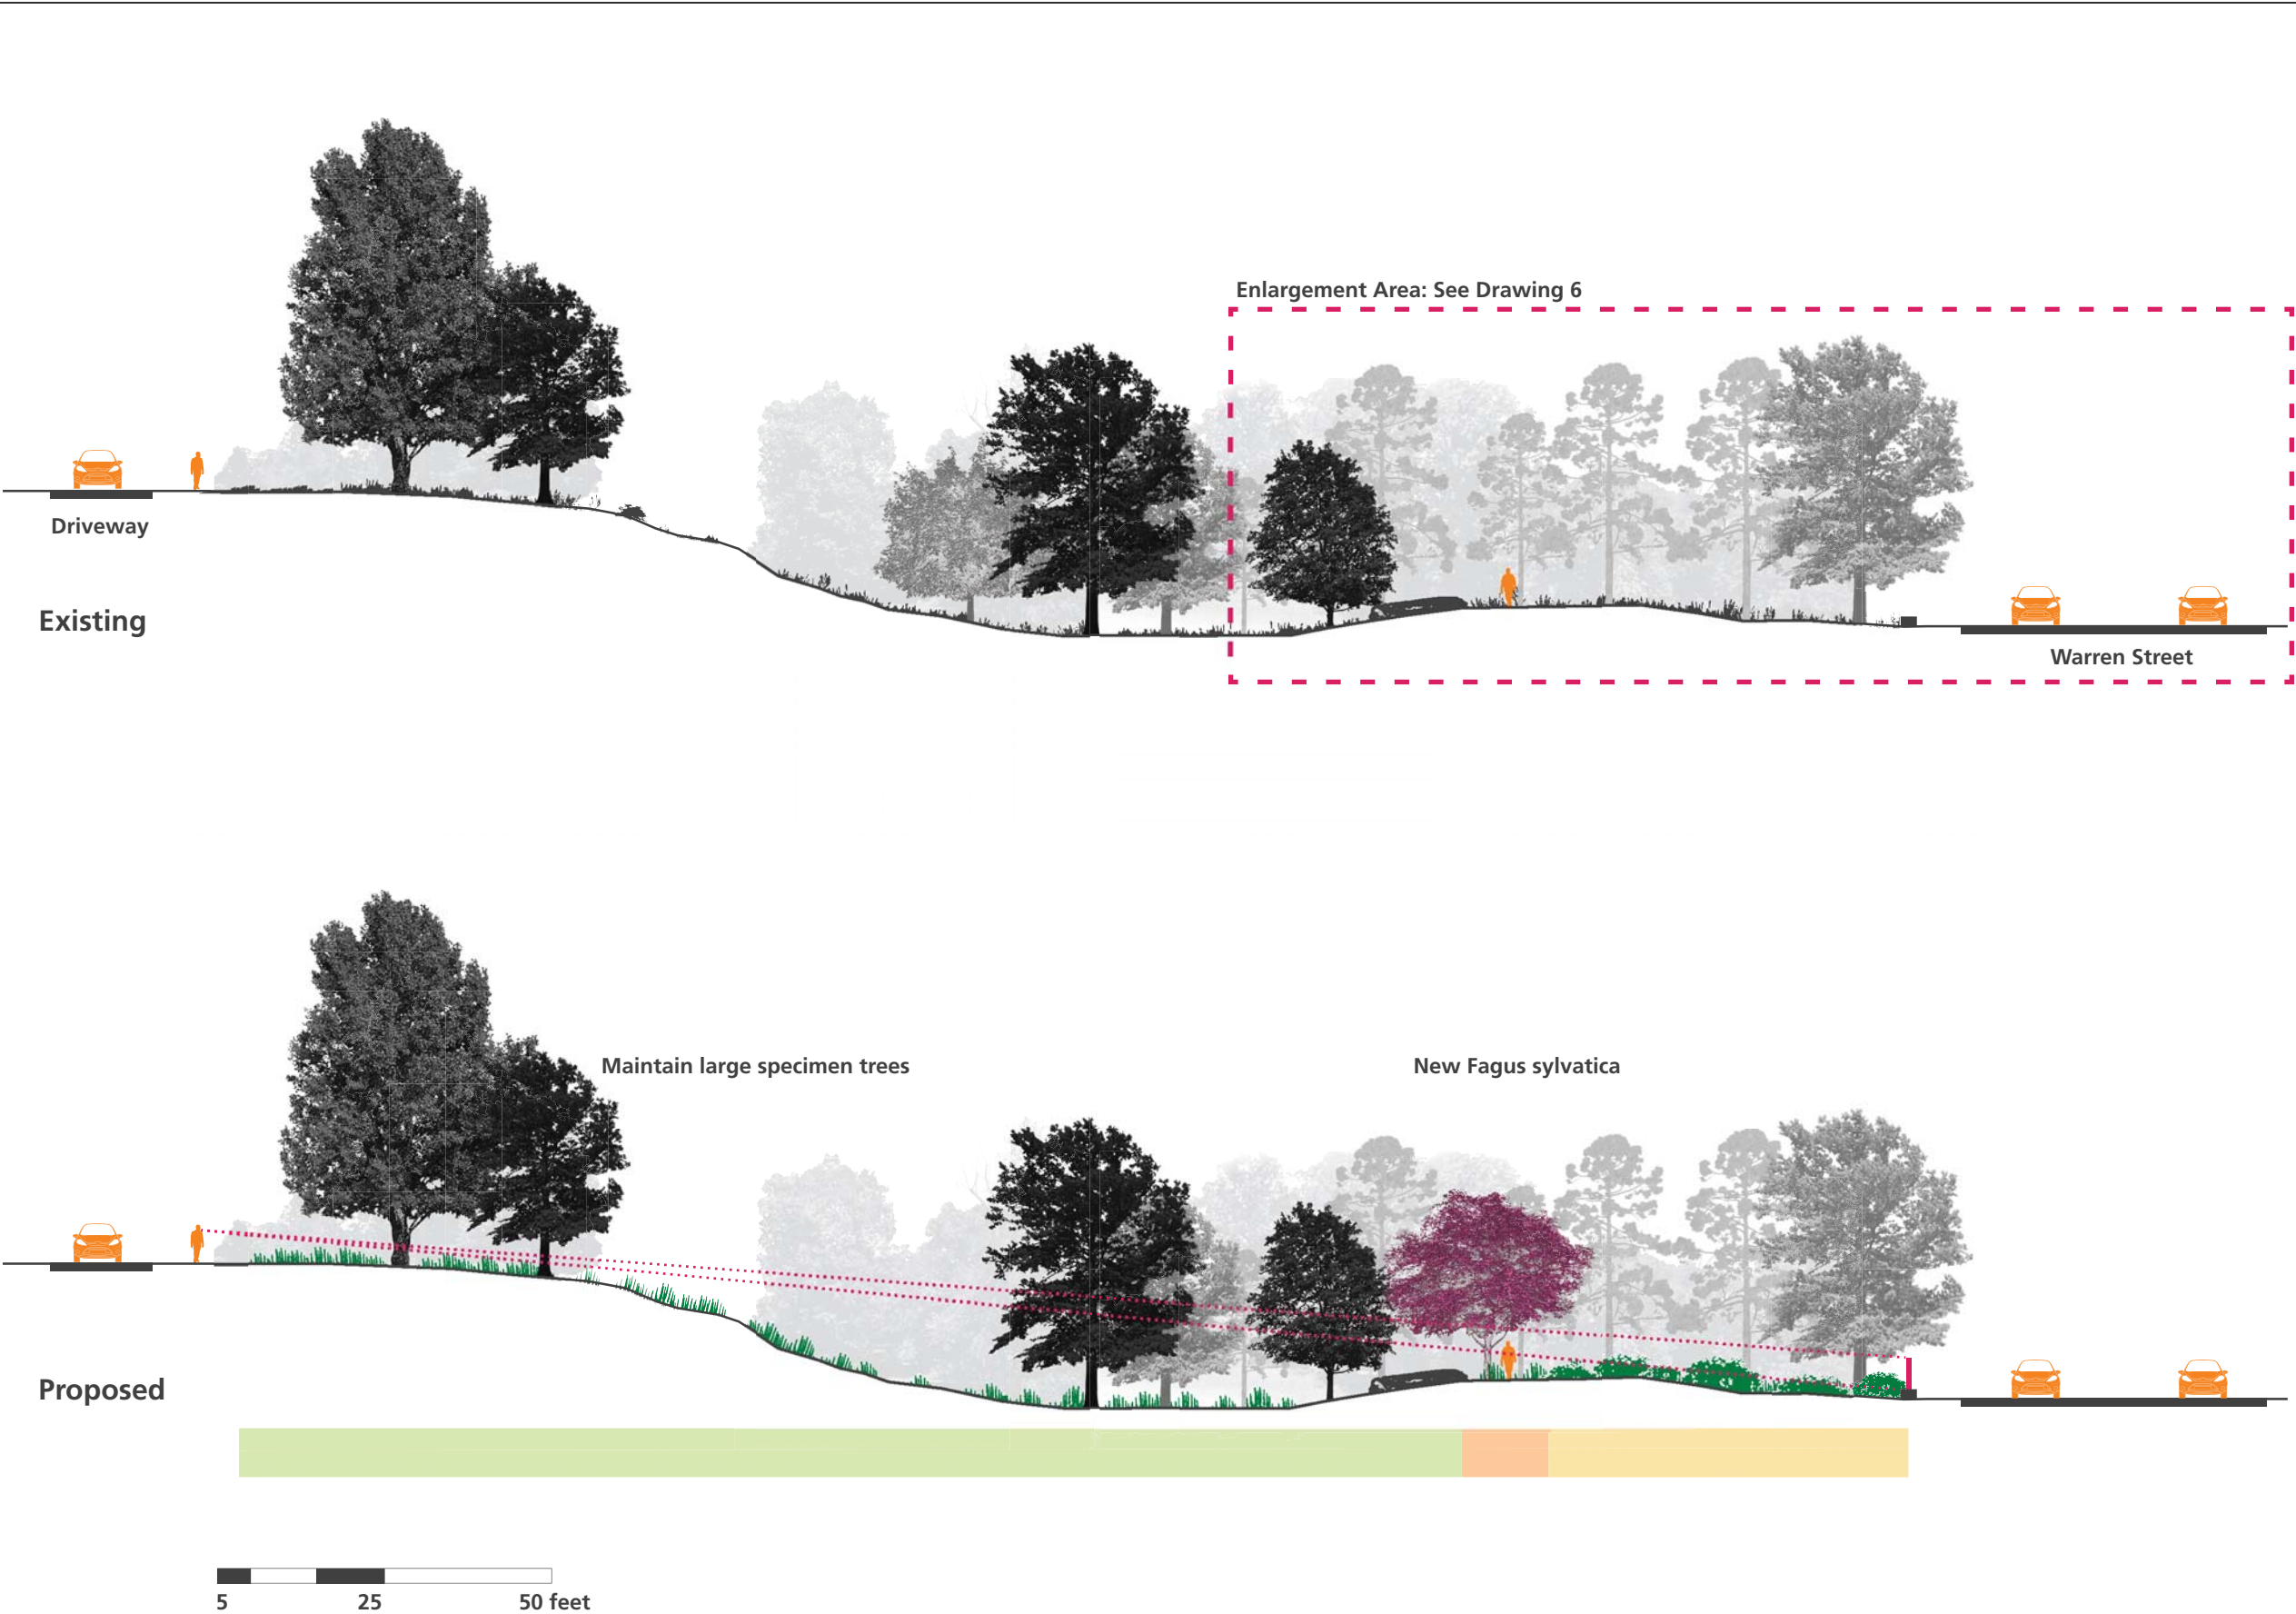 Enlargement Area: See Drawing 6
Driveway
Existing
Warren Street
Maintain large specimen trees
New Fagus sylvatica
Proposed
5 25 50 feet